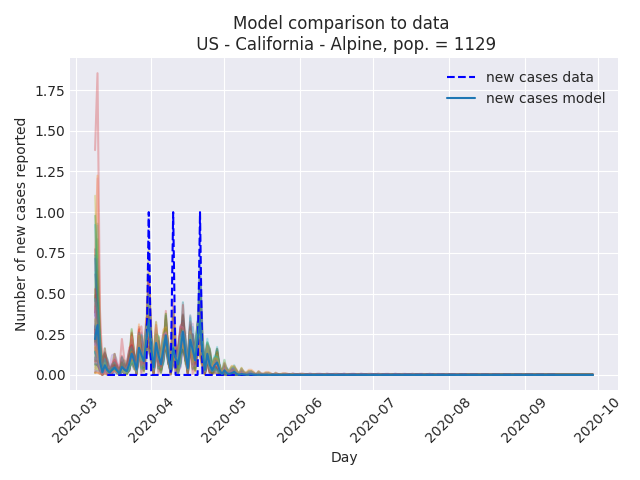 Model comparison to data
US - California - Alpine, pop. = 1129
new cases data
new cases model
Number of new cases reported
1.75
1.50
1.25
1.00
0.75
0.50
0.25
0.00
2020-03
2020-04
2020-05
2020-06
2020-07
2020-08
2020-09
2020-10
Day